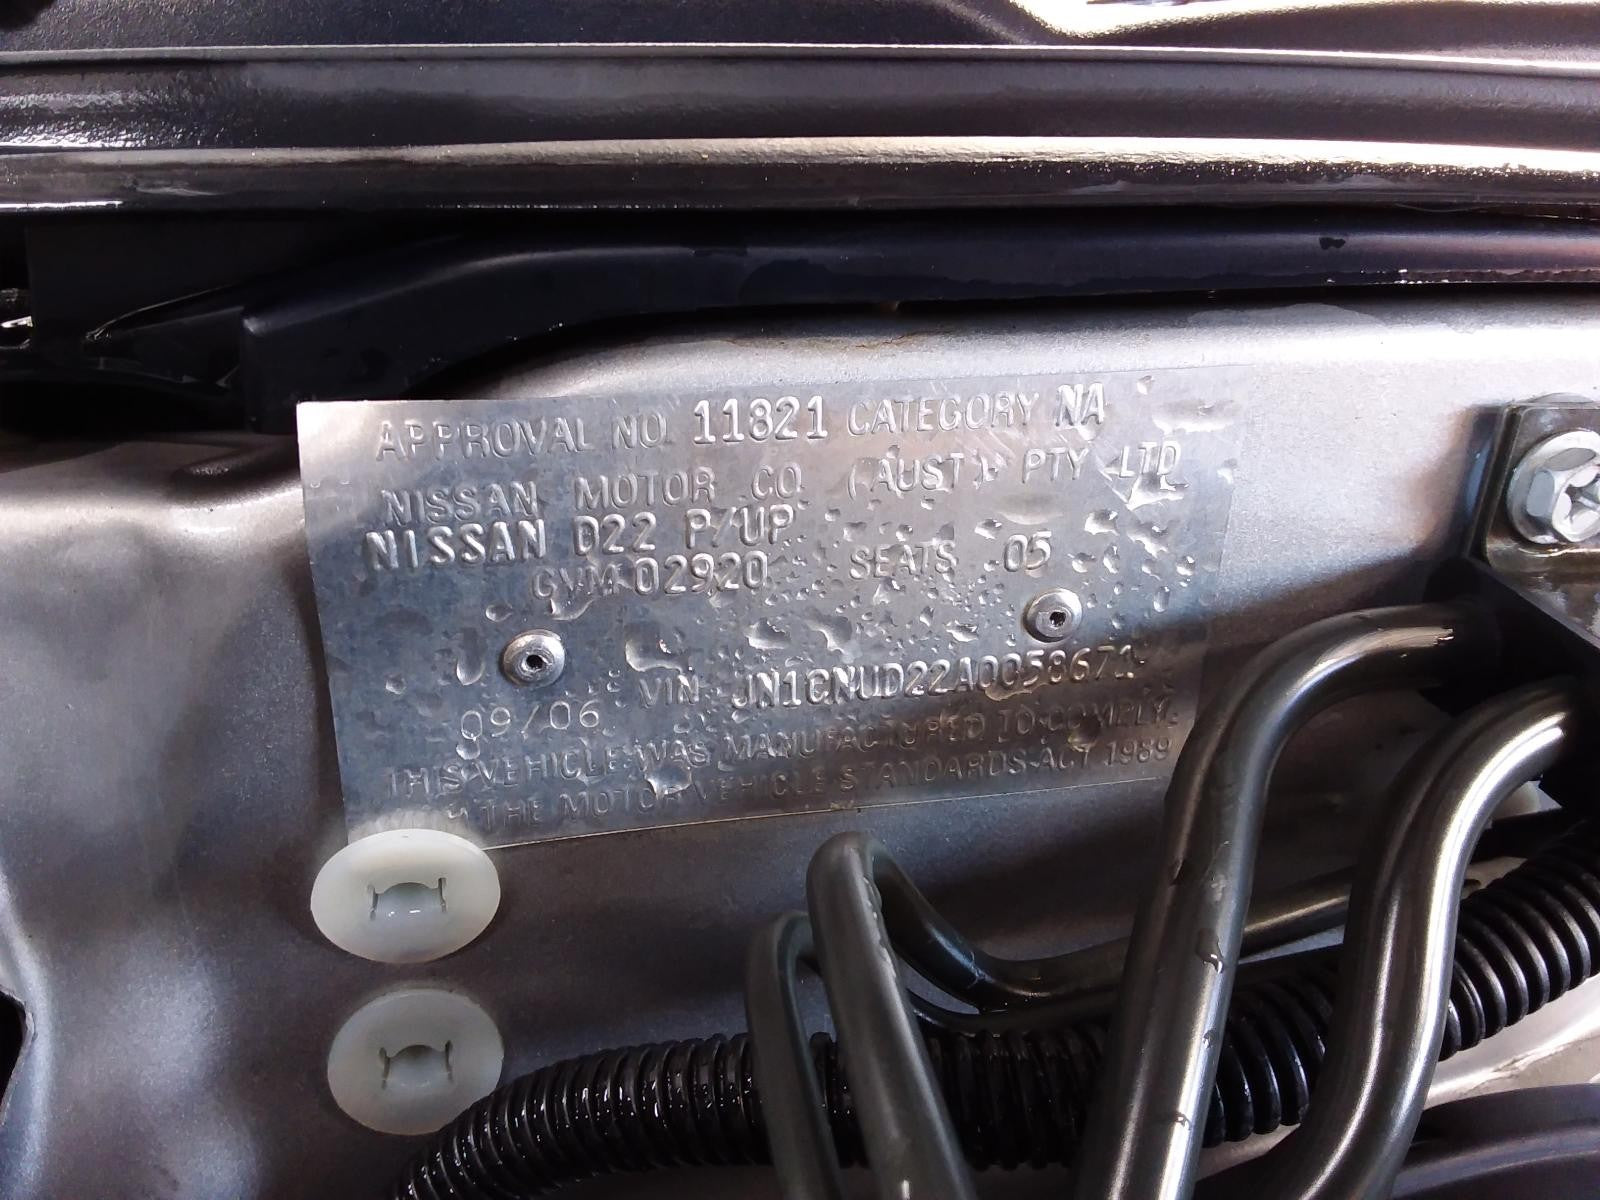 APPROVAL NO. 11821 CATEGORY NA
NISSAN MOTOR CO. (AUST.) PTY. LTD.
NISSAN D22 P/UP
GVM 02920 SEATS 05
09/06 VIN JN1CNUD22A0058671
THIS VEHICLE WAS MANUFACTURED TO COMPLY
THE MOTOR VEHICLE STANDARDS ACT 1989